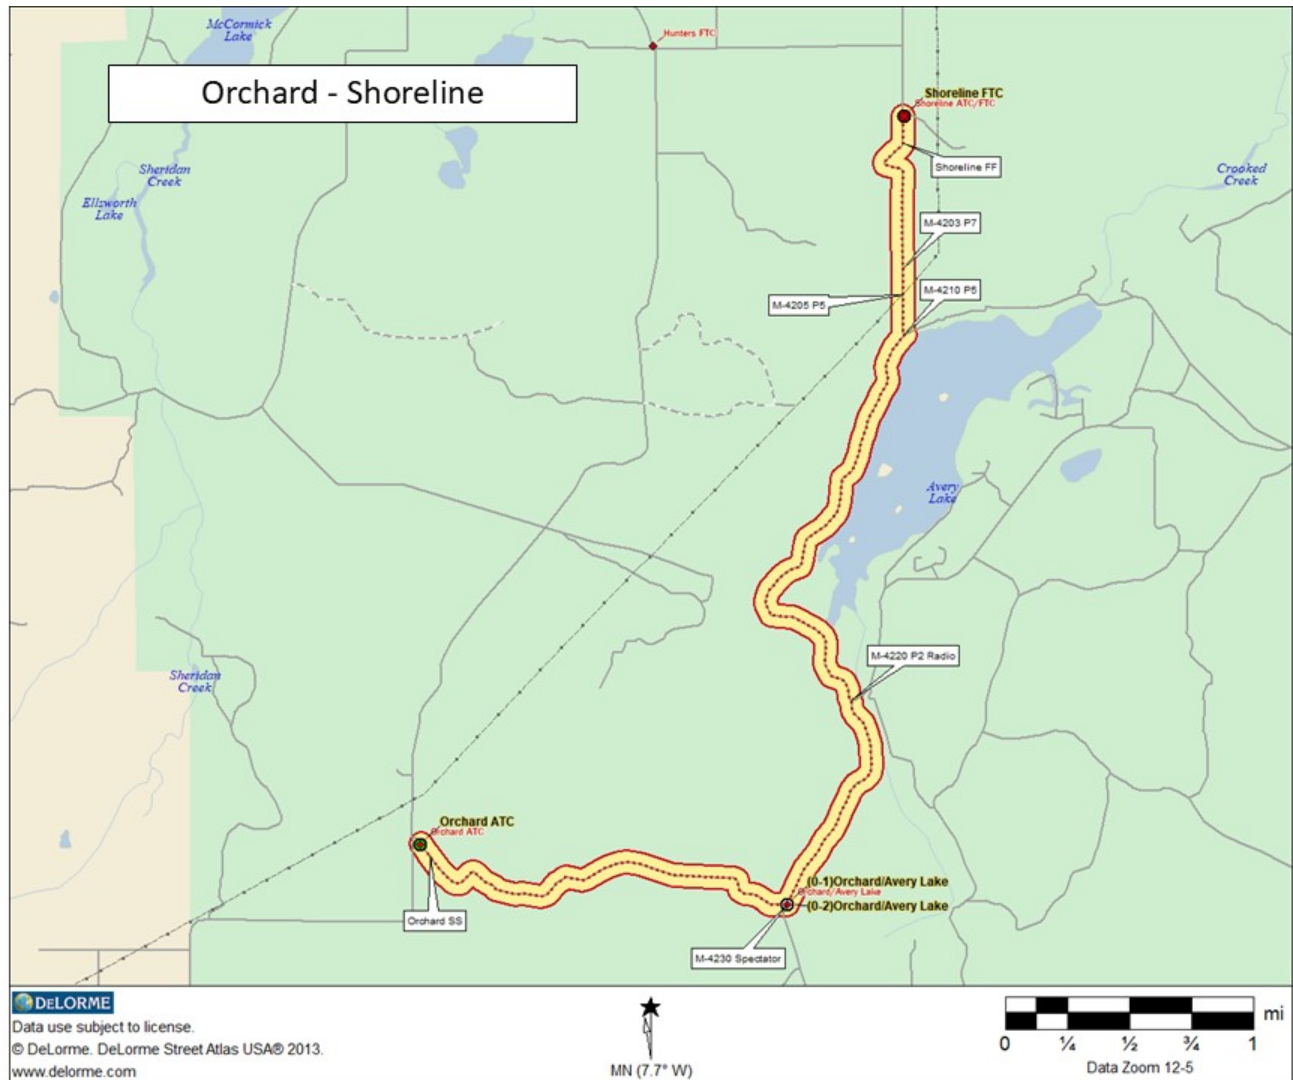 McCormick
Lake
Hunters FTC
Orchard - Shoreline
Shoreline FTC
Shoreline ATC/FTC
Shoreline FF
Sheridan
Creek
Crooked
Creek
Ellsworth
Lake
M-4203 P7
M-4210 P5
M-4205 P5
Avery
Lake
M-4220 P2 Radio
Sheridan
Creek
Orchard ATC
Orchard ATC
(0-1)Orchard/Avery Lake
Orchard/Avery Lake
(0-2)Orchard/Avery Lake
Orchard SS
M-4230 Spectator
DELORME
Data use subject to license.
© DeLorme. DeLorme Street Atlas USA® 2013.
www.delorme.com
MN (7.7° W)
mi
0 ¼ ½ ¾ 1
Data Zoom 12-5